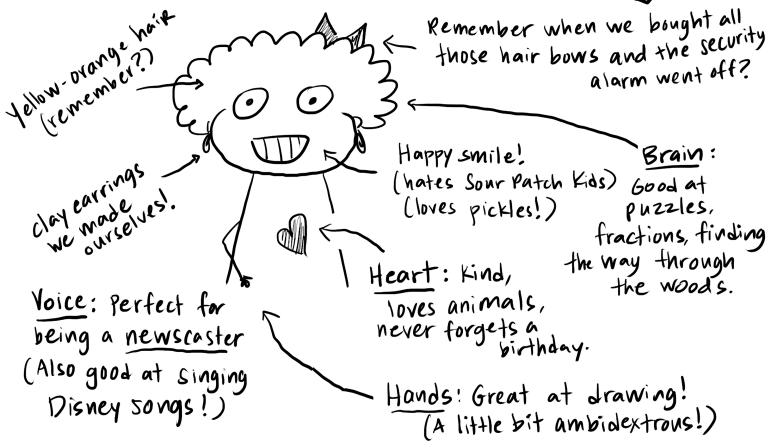 Yellow-orange hair
(remember?)
Remember when we bought all
those hair bows and the security
alarm went off?
clay earrings
we made
ourselves!
Happy smile!
(hates Sour Patch Kids)
(loves pickles!)
Brain:
Good at
puzzles,
fractions, finding
the way through
the woods.
Heart: Kind,
loves animals,
never forgets a
birthday.
Voice: Perfect for
being a newscaster
(Also good at singing
Disney songs!)
Hands: Great at drawing!
(A little bit ambidextrous!)